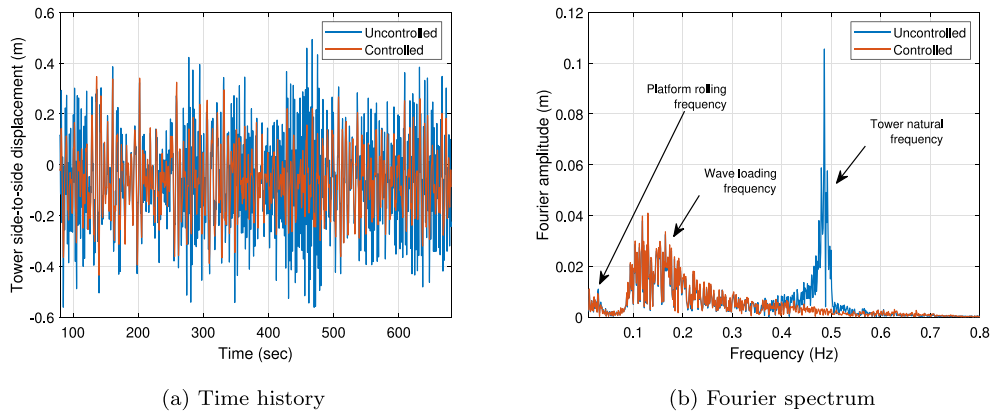 0.6
0.4
0.2
0
-0.2
-0.4
-0.6
Tower side-to-side displacement (m)
Uncontrolled
Controlled
100 200 300 400 500 600
Time (sec)
(a) Time history
0.12
0.1
0.08
0.06
0.04
0.02
0
Fourier amplitude (m)
Uncontrolled
Controlled
Platform rolling
frequency
Tower natural
frequency
Wave loading
frequency
0.1 0.2 0.3 0.4 0.5 0.6 0.7 0.8
Frequency (Hz)
(b) Fourier spectrum